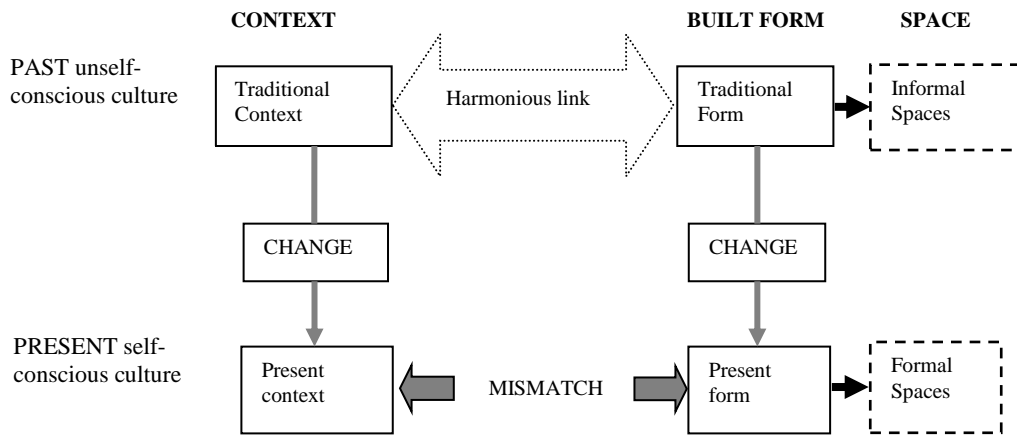 CONTEXT
BUILT FORM
SPACE
PAST unself-
conscious culture
Traditional
Context
Harmonious link
Traditional
Form
Informal
Spaces
CHANGE
CHANGE
PRESENT self-
conscious culture
Present
context
MISMATCH
Present
form
Formal
Spaces